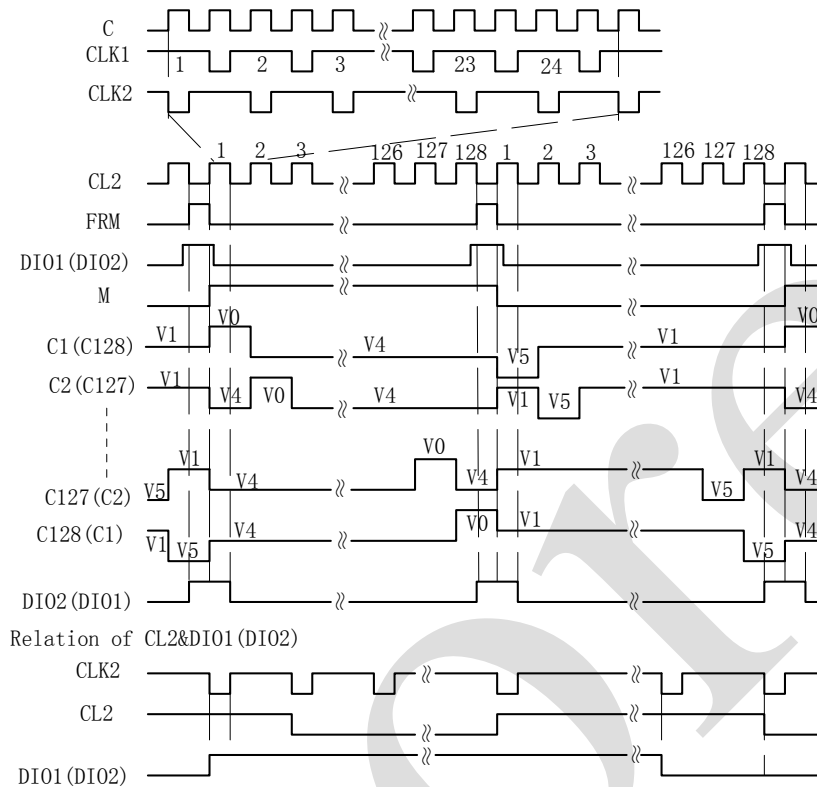 C
CLK1 1 2 3 23 24
CLK2
1 2 3 126 127 128 1 2 3 126 127 128
CL2
FRM
DIO1(DIO2)
M
V0 V0
C1(C128) V1 V4 V5 V1
C2(C127) V1 V4 V0 V4 V1 V5 V1 V4
V0
V1 V1 V1
C127(C2) V5 V4 V4 V5 V4
C128(C1) V1 V5 V4 V0 V1 V5 V4
DIO2(DIO1)
Relation of CL2&DIO1(DIO2)
CLK2
CL2
DIO1(DIO2)